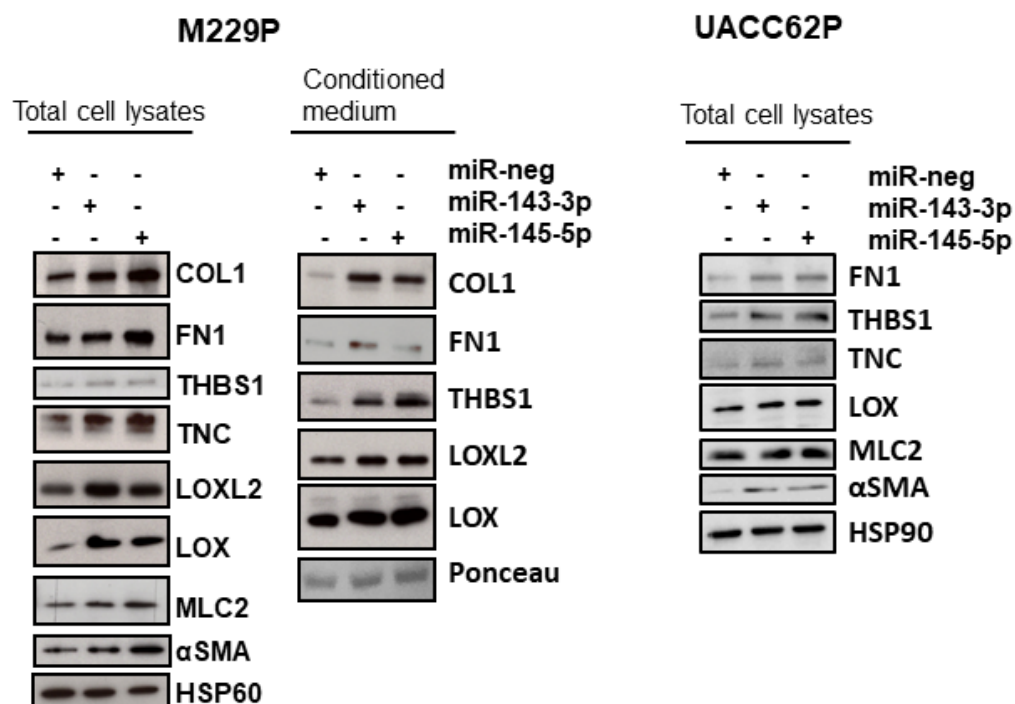 M229P
UACC62P
Total cell lysates
Conditioned
medium
Total cell lysates
+ - -
- + -
- - +
+ - - miR-neg
- + - miR-143-3p
- - + miR-145-5p
+ - - miR-neg
- + - miR-143-3p
- - + miR-145-5p
COL1
FN1
THBS1
TNC
LOXL2
LOX
MLC2
αSMA
HSP60
COL1
FN1
THBS1
LOXL2
LOX
Ponceau
FN1
THBS1
TNC
LOX
MLC2
αSMA
HSP90